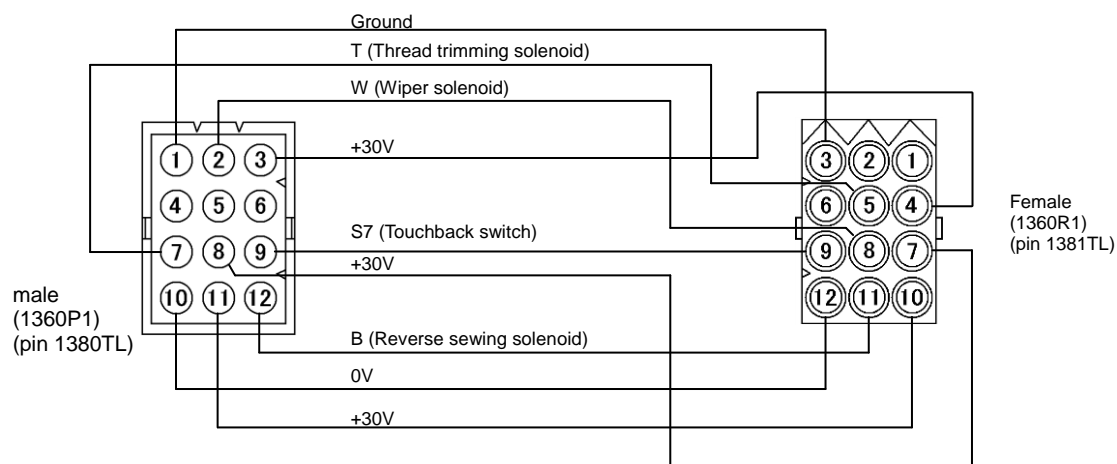 Ground
T (Thread trimming solenoid)
W (Wiper solenoid)
+30V
1 2 3
3 2 1
4 5 6
6 5 4
Female
(1360R1)
(pin 1381TL)
S7 (Touchback switch)
7 8 9
9 8 7
+30V
male
(1360P1)
(pin 1380TL)
10 11 12
12 11 10
B (Reverse sewing solenoid)
0V
+30V